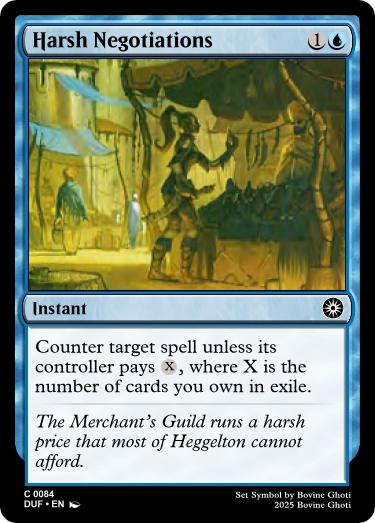 Harsh Negotiations 1
Instant
Counter target spell unless its
controller pays X, where X is the
number of cards you own in exile.
The Merchant's Guild runs a harsh
price that most of Heggelton cannot
afford.
C 0084
DUF • EN
Set Symbol by Bovine Ghoti
2025 Bovine Ghoti